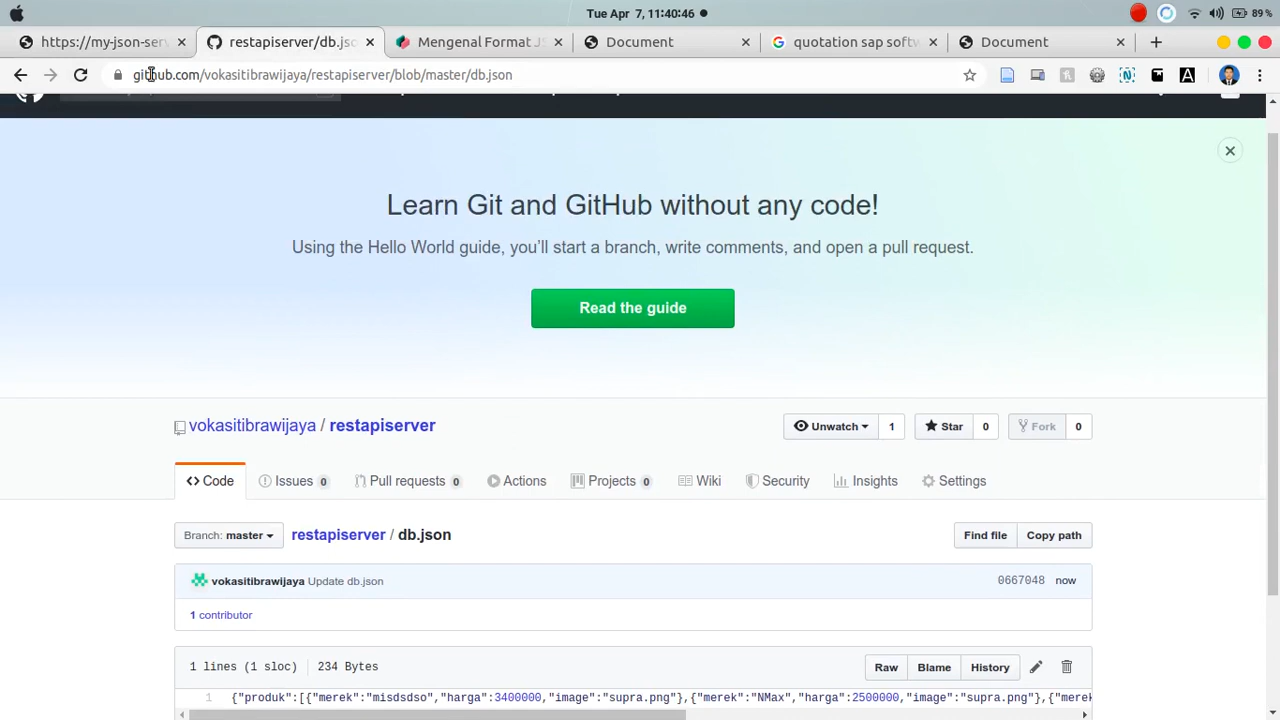 Tue Apr 7, 11:40:46
89 %
https://my-json-serv
restapiserver/db.jso
Mengenal Format JS
Document
quotation sap softw
Document
github.com/vokasitibrawijaya/restapiserver/blob/master/db.json
Learn Git and GitHub without any code!
Using the Hello World guide, you’ll start a branch, write comments, and open a pull request.
Read the guide
vokasitibrawijaya / restapiserver
Unwatch 1
Star 0
Fork 0
Code
Issues 0
Pull requests 0
Actions
Projects 0
Wiki
Security
Insights
Settings
Branch: master
restapiserver / db.json
Find file
Copy path
vokasitibrawijaya Update db.json
0667048 now
1 contributor
1 lines (1 sloc) 234 Bytes
Raw
Blame
History
1 {"produk":[{"merek":"misdsdso","harga":3400000,"image":"supra.png"},{"merek":"NMax","harga":2500000,"image":"supra.png"},{"merek